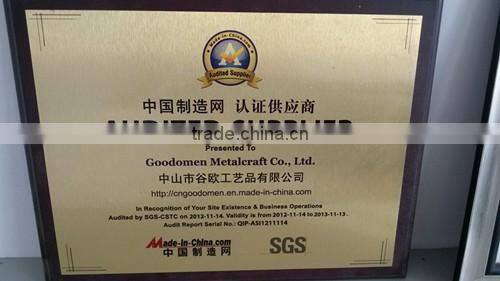 Made-in-China.com
Audited Supplier
中国制造网 认证供应商
AUDITED SUPPLIER
trade.china.cn
Presented To
Goodomen Metalcraft Co., Ltd.
中山市谷欧工艺品有限公司
http://cngoodomen.en.made-in-china.com
In Recognition of Your Site Existence & Business Operations
Audited by SGS-CSTC on 2012-11-14. Validity is from 2012-11-14 to 2013-11-13.
Audit Report Serial No.: QIP-ASI1211114
Made-in-China.com
中国制造网
SGS